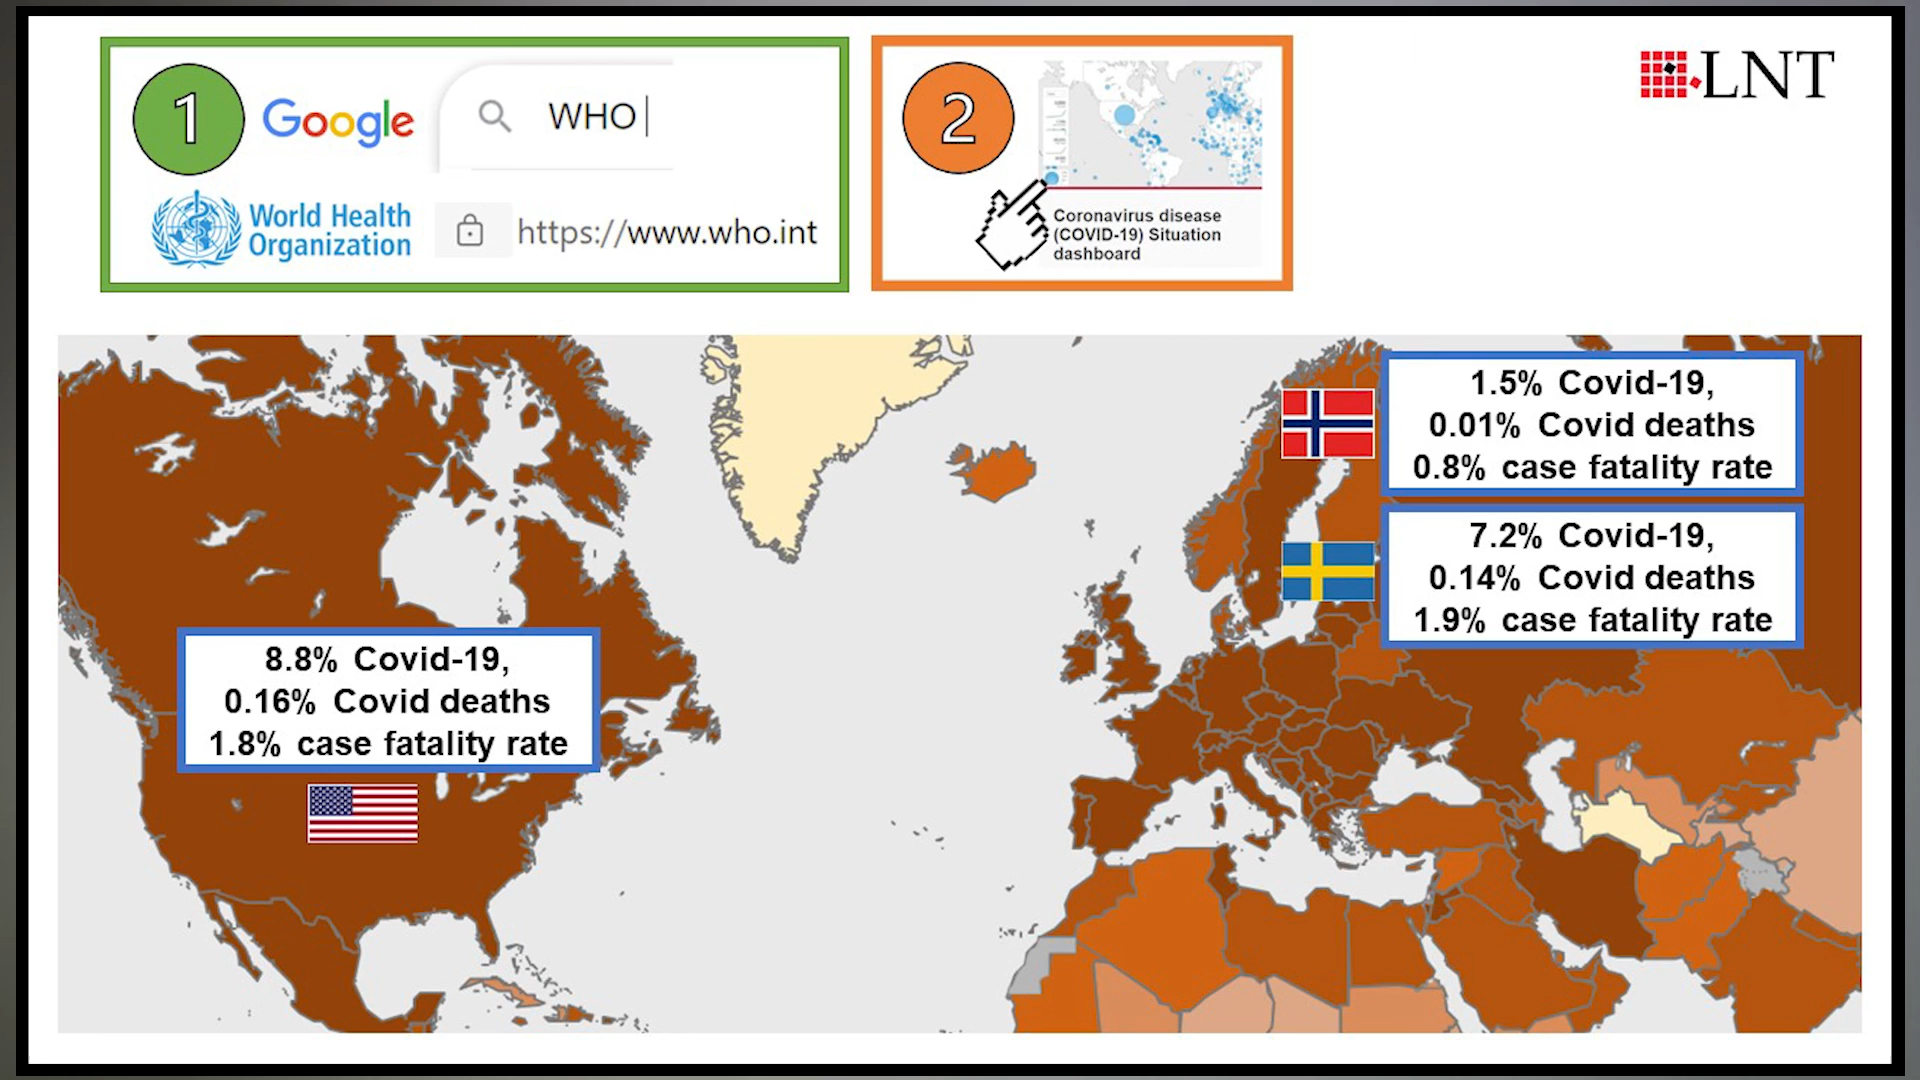 1
Google
WHO
World Health
Organization
https://www.who.int
2
Coronavirus disease
(COVID-19) Situation
dashboard
LNT
1.5% Covid-19,
0.01% Covid deaths
0.8% case fatality rate
7.2% Covid-19,
0.14% Covid deaths
1.9% case fatality rate
8.8% Covid-19,
0.16% Covid deaths
1.8% case fatality rate